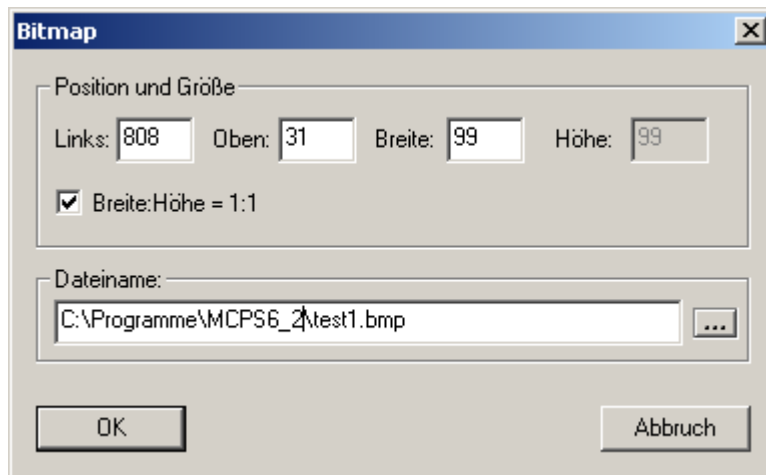 Bitmap
Position und Größe
Links: 808 Oben: 31 Breite: 99 Höhe: 99
Breite:Höhe = 1:1
Dateiname:
C:\Programme\MCPS6_2\test1.bmp ...
OK Abbruch